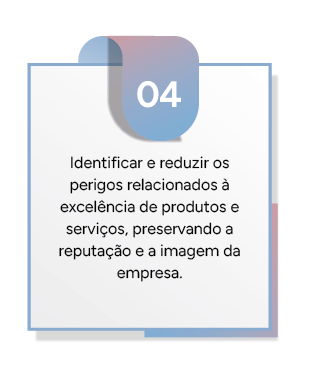 04
Identificar e reduzir os
perigos relacionados à
excelência de produtos e
serviços, preservando a
reputação e a imagem da
empresa.